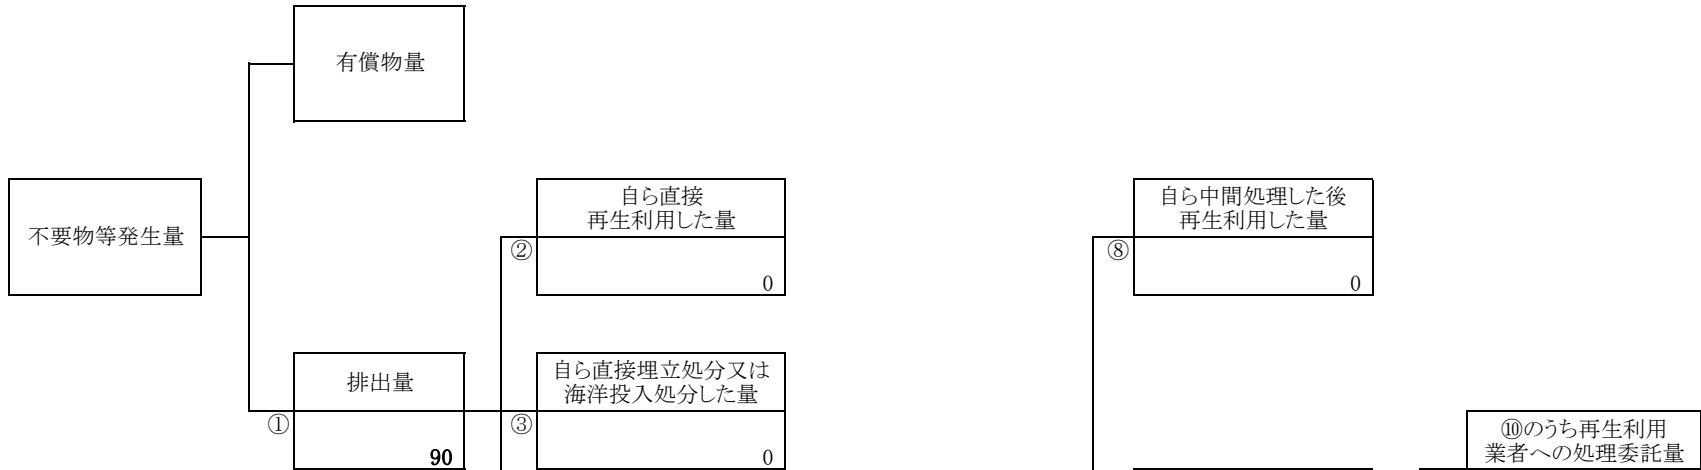 有償物量
不要物等発生量
自ら直接
再生利用した量
②
0
自ら中間処理した後
再生利用した量
⑧
0
排出量
①
90
自ら直接埋立処分又は
海洋投入処分した量
③
0
⑩のうち再生利用
業者への処理委託量